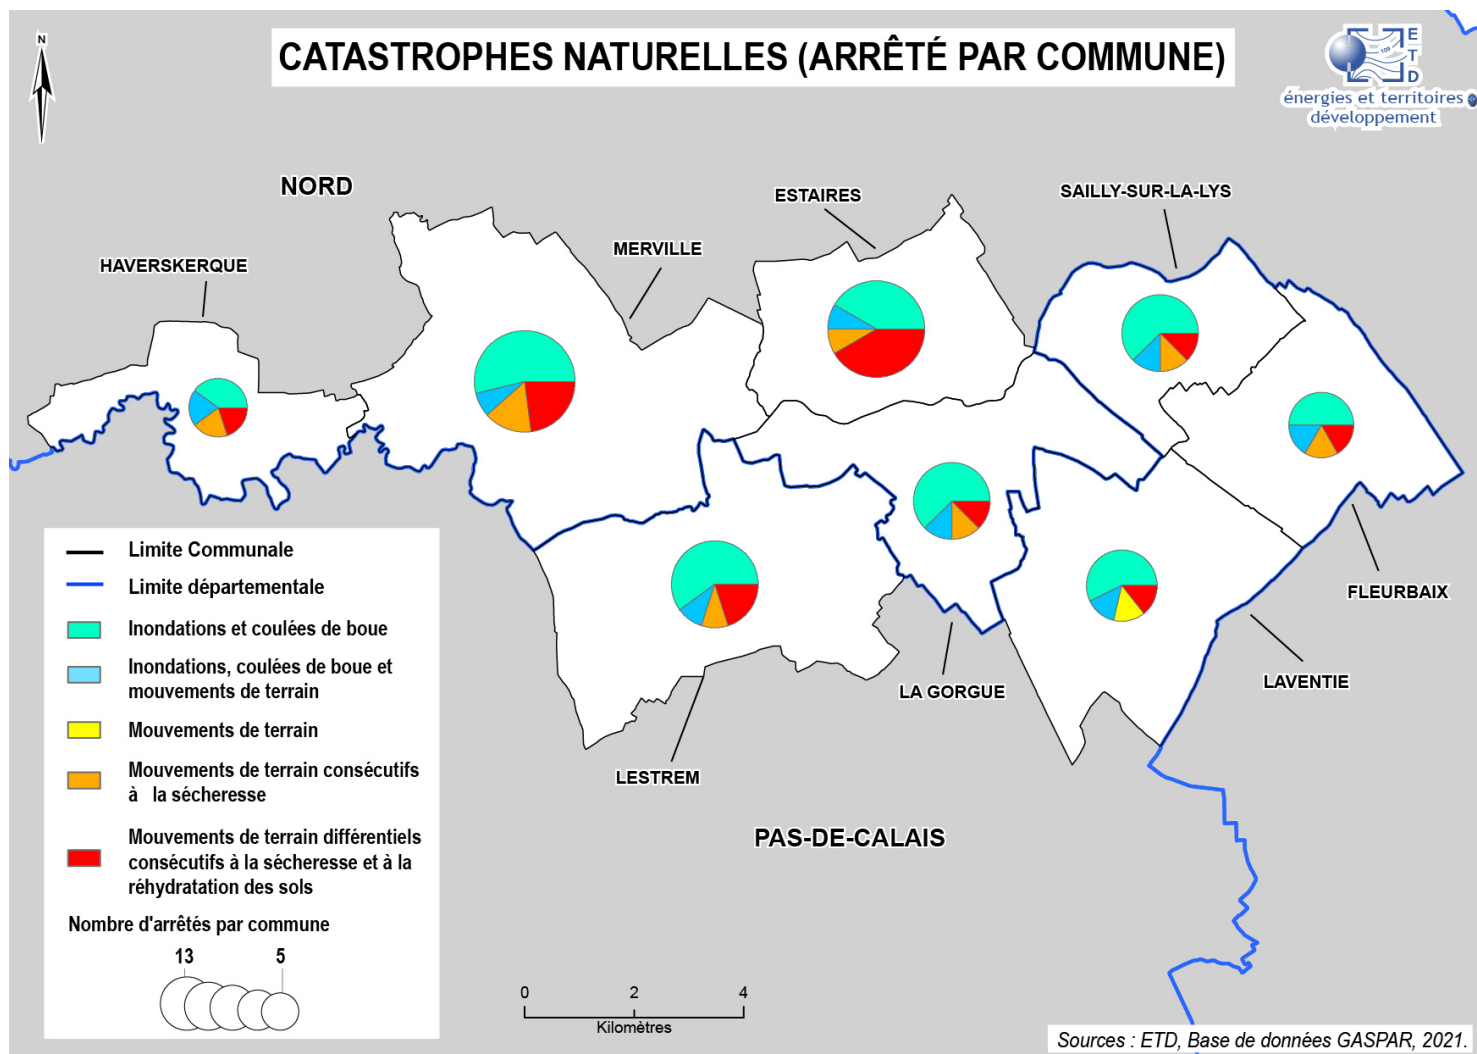 CATASTROPHES NATURELLES (ARRÊTÉ PAR COMMUNE)
N
E
T
D
énergies et territoires
développement
NORD
ESTAIRES
SAILLY-SUR-LA-LYS
MERVILLE
HAVERSKERQUE
FLEURBAIX
LAVENTIE
LA GORGUE
LESTREM
PAS-DE-CALAIS
Limite Communale
Limite départementale
Inondations et coulées de boue
Inondations, coulées de boue et
mouvements de terrain
Mouvements de terrain
Mouvements de terrain consécutifs
à la sécheresse
Mouvements de terrain différentiels
consécutifs à la sécheresse et à la
réhydratation des sols
Nombre d'arrêtés par commune
13 5
0 2 4
Kilomètres
Sources : ETD, Base de données GASPAR, 2021.